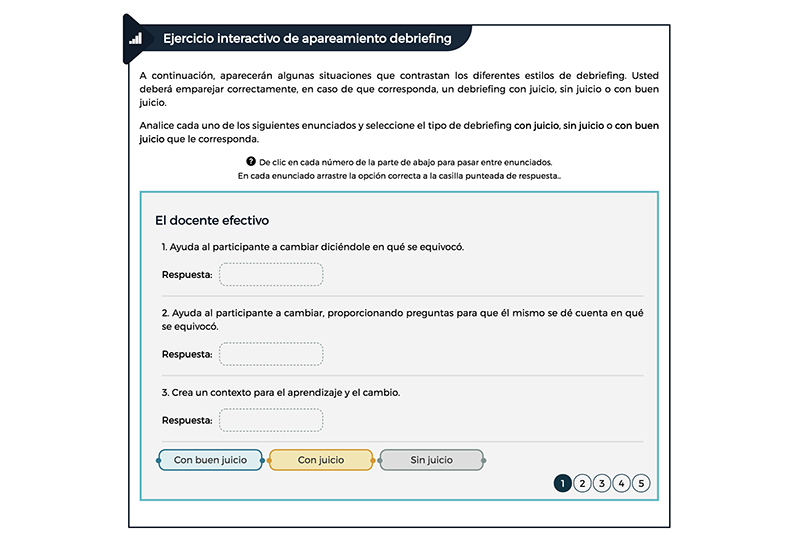 Ejercicio interactivo de apareamiento debriefing
A continuación, aparecerán algunas situaciones que contrastan los diferentes estilos de debriefing. Usted
deberá emparejar correctamente, en caso de que corresponda, un debriefing con juicio, sin juicio o con buen
juicio.
Analice cada uno de los siguientes enunciados y seleccione el tipo de debriefing con juicio, sin juicio o con buen
juicio que le corresponda.
? De clic en cada número de la parte de abajo para pasar entre enunciados.
En cada enunciado arrastre la opción correcta a la casilla punteada de respuesta..
El docente efectivo
1. Ayuda al participante a cambiar diciéndole en qué se equivocó.
Respuesta:
2. Ayuda al participante a cambiar, proporcionando preguntas para que él mismo se dé cuenta en qué
se equivocó.
Respuesta:
3. Crea un contexto para el aprendizaje y el cambio.
Respuesta:
Con buen juicio Con juicio Sin juicio
1 2 3 4 5